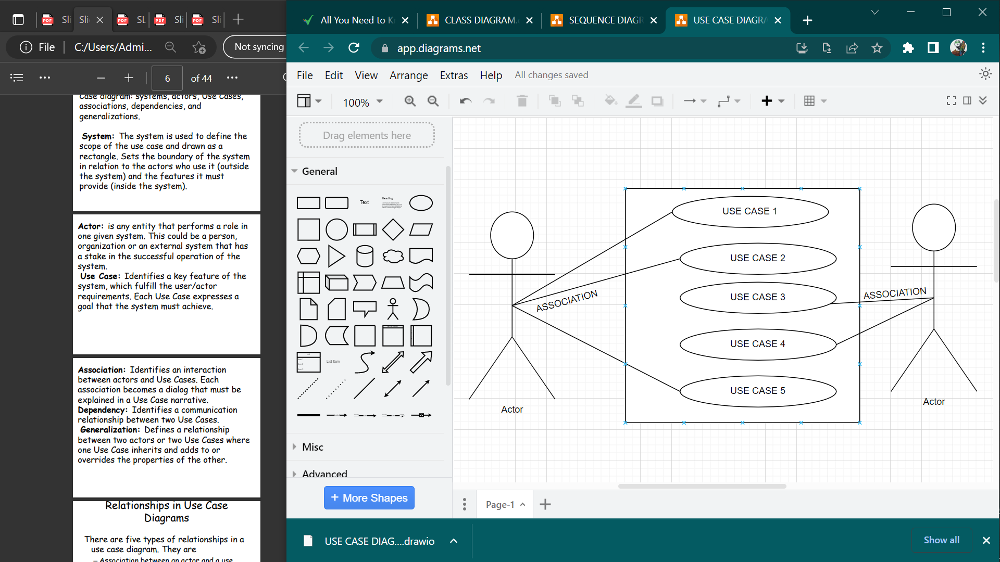 Sli
Sli
SL
Sli
Sli
File
C:/Users/Admi...
Not syncing
6
of 44
Case diagram: systems, actors, Use Cases,
associations, dependencies, and
generalizations.
System: The system is used to define the
scope of the use case and drawn as a
rectangle. Sets the boundary of the system
in relation to the actors who use it (outside
the system) and the features it must
provide (inside the system).
Actor: is any entity that performs a role in
one given system. This could be a person,
organization or an external system that has
a stake in the successful operation of the
system.
Use Case: Identifies a key feature of the
system, which fulfill the user/actor
requirements. Each Use Case expresses a
goal that the system must achieve.
Association: Identifies an interaction
between actors and Use Cases. Each
association becomes a dialog that must be
explained in a Use Case narrative.
Dependency: Identifies a communication
relationship between two Use Cases.
Generalization: Defines a relationship
between two actors or two Use Cases where
one Use Case inherits and adds to or
overrides the properties of the other.
Relationships in Use Case
Diagrams
There are five types of relationships in a
use case diagram. They are
– Association between an actor and a use
All You Need to K
CLASS DIAGRAM.
SEQUENCE DIAGR
USE CASE DIAGRA
app.diagrams.net
File Edit View Arrange Extras Help All changes saved
100%
Drag elements here
General
Text
Heading
List
Item 1
Item 2
Item 3
List Item
Misc
Advanced
+ More Shapes
USE CASE 1
USE CASE 2
USE CASE 3
USE CASE 4
USE CASE 5
ASSOCIATION
ASSOCIATION
Actor
Actor
Page-1
USE CASE DIAG....drawio
Show all